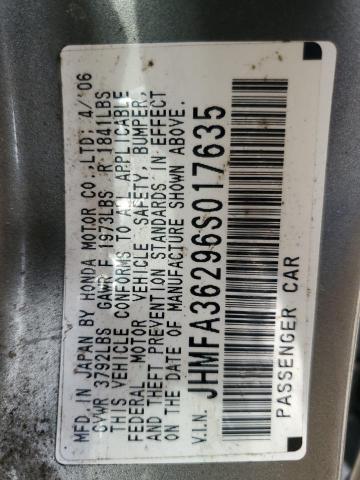 MFD. IN JAPAN BY HONDA MOTOR CO., LTD; 4/'06
GVWR 3792LBS GAWR F 1973LBS R 1841LBS
THIS VEHICLE CONFORMS TO ALL APPLICABLE
FEDERAL MOTOR VEHICLE SAFETY, BUMPER,
AND THEFT PREVENTION STANDARDS IN EFFECT
ON THE DATE OF MANUFACTURE SHOWN ABOVE.
V.I.N. JHMFA36296S017635
PASSENGER CAR